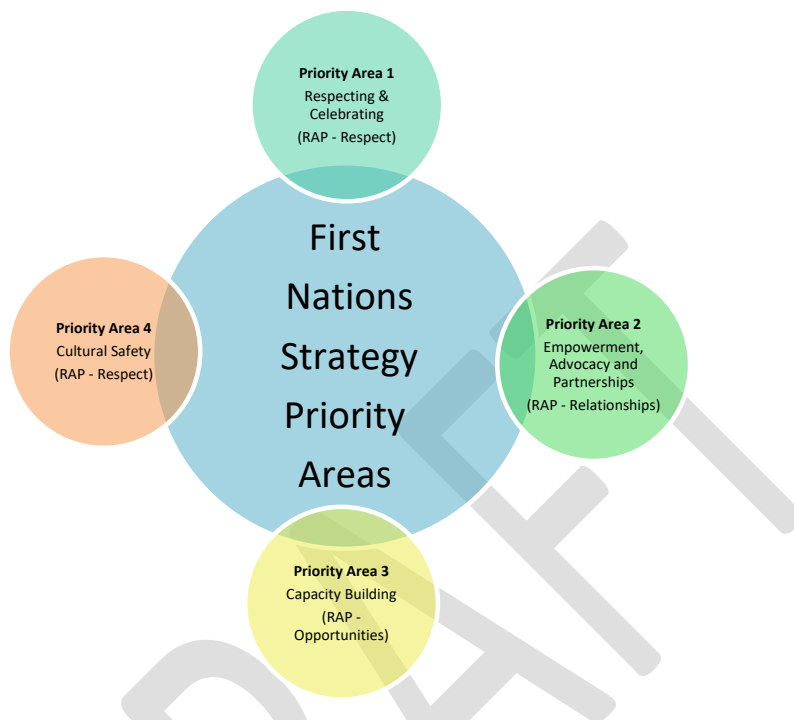 Priority Area 1
Respecting &
Celebrating
(RAP - Respect)
First
Nations
Strategy
Priority
Areas
Priority Area 4
Cultural Safety
(RAP - Respect)
Priority Area 2
Empowerment,
Advocacy and
Partnerships
(RAP - Relationships)
Priority Area 3
Capacity Building
(RAP -
Opportunities)
DRAFT